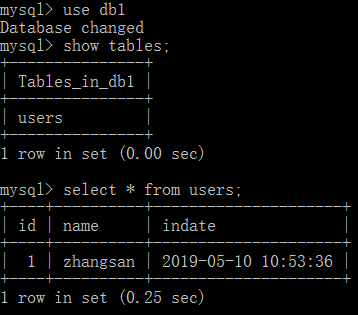 mysql> use db1
Database changed
mysql> show tables;
+---------------+
| Tables_in_db1 |
+---------------+
| users         |
+---------------+
1 row in set (0.00 sec)

mysql> select * from users;
+----+----------+---------------------+
| id | name     | indate              |
+----+----------+---------------------+
|  1 | zhangsan | 2019-05-10 10:53:36 |
+----+----------+---------------------+
1 row in set (0.25 sec)